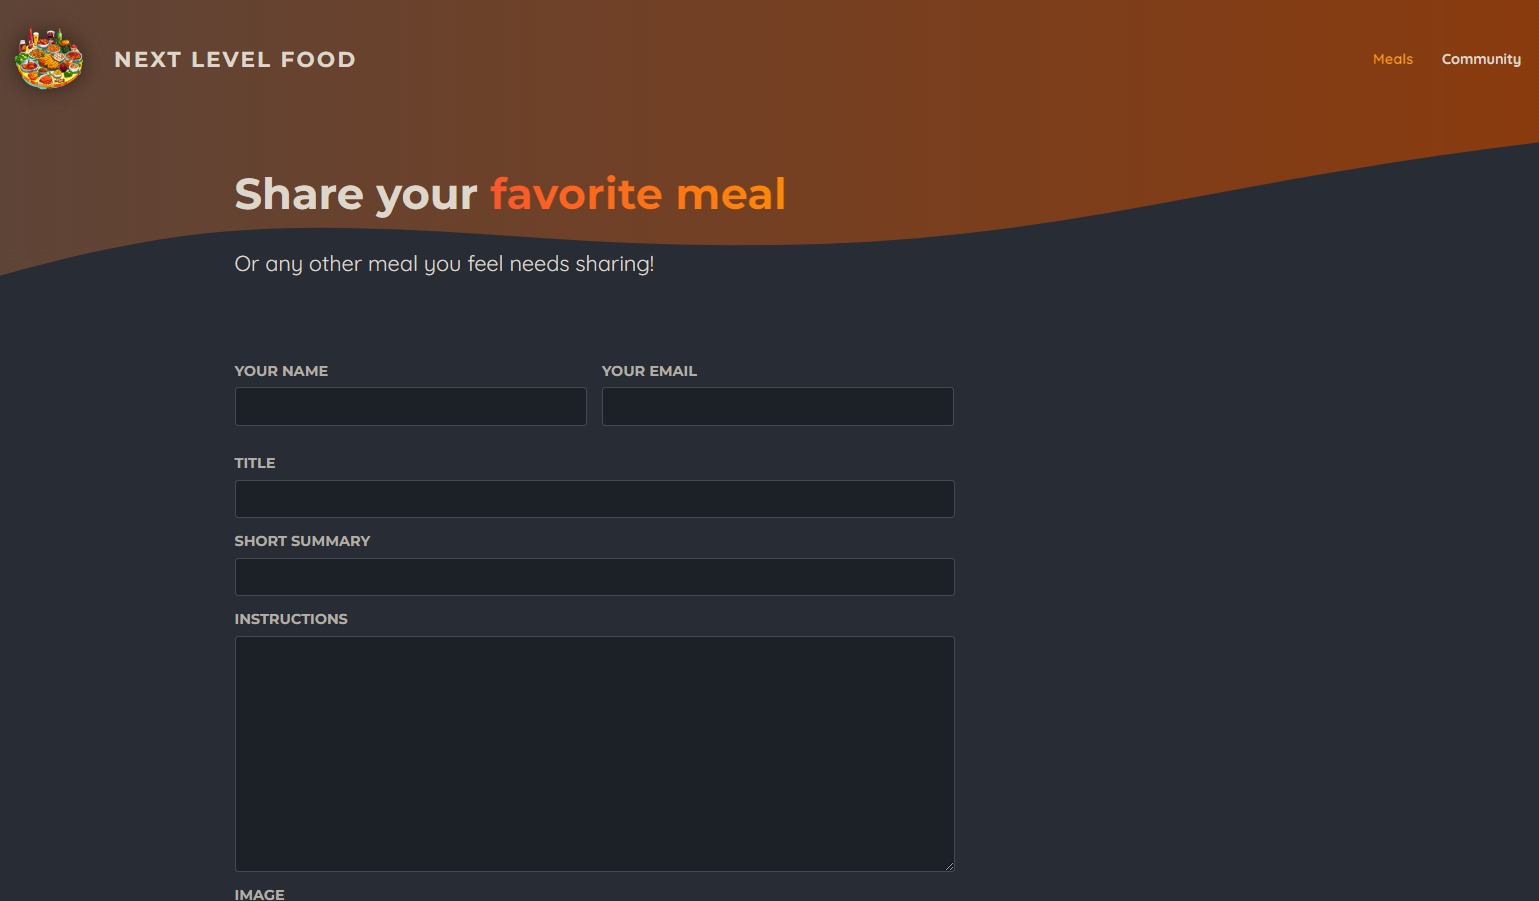 NEXT LEVEL FOOD
Meals Community
Share your favorite meal
Or any other meal you feel needs sharing!
YOUR NAME YOUR EMAIL
TITLE
SHORT SUMMARY
INSTRUCTIONS
IMAGE